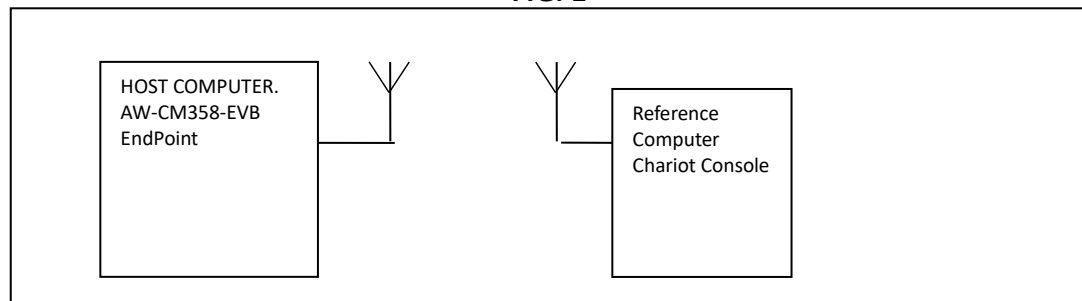 HOST COMPUTER.
AW-CM358-EVB
EndPoint
Reference
Computer
Chariot Console